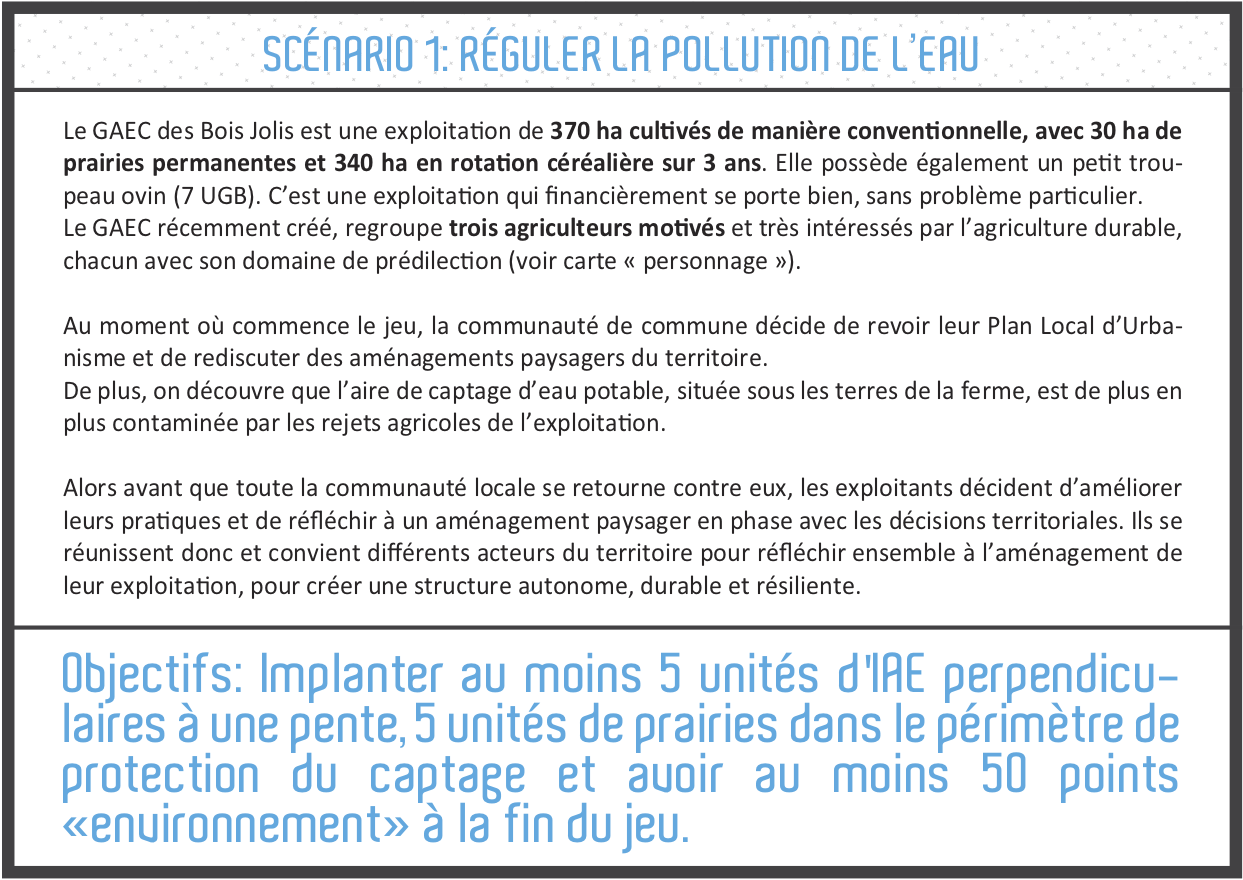 SCÉNARIO 1: RÉGULER LA POLLUTION DE L'EAU
Le GAEC des Bois Jolis est une exploitation de 370 ha cultivés de manière conventionnelle, avec 30 ha de
prairies permanentes et 340 ha en rotation céréalière sur 3 ans. Elle possède également un petit trou-
peau ovin (7 UGB). C'est une exploitation qui financièrement se porte bien, sans problème particulier.
Le GAEC récemment créé, regroupe trois agriculteurs motivés et très intéressés par l'agriculture durable,
chacun avec son domaine de prédilection (voir carte « personnage »).
Au moment où commence le jeu, la communauté de commune décide de revoir leur Plan Local d'Urba-
nisme et de rediscuter des aménagements paysagers du territoire.
De plus, on découvre que l'aire de captage d'eau potable, située sous les terres de la ferme, est de plus en
plus contaminée par les rejets agricoles de l'exploitation.
Alors avant que toute la communauté locale se retourne contre eux, les exploitants décident d'améliorer
leurs pratiques et de réfléchir à un aménagement paysager en phase avec les décisions territoriales. Ils se
réunissent donc et convient différents acteurs du territoire pour réfléchir ensemble à l'aménagement de
leur exploitation, pour créer une structure autonome, durable et résiliente.
Objectifs: Implanter au moins 5 unités d'IAE perpendicu-
laires à une pente, 5 unités de prairies dans le périmètre de
protection du captage et avoir au moins 50 points
«environnement» à la fin du jeu.